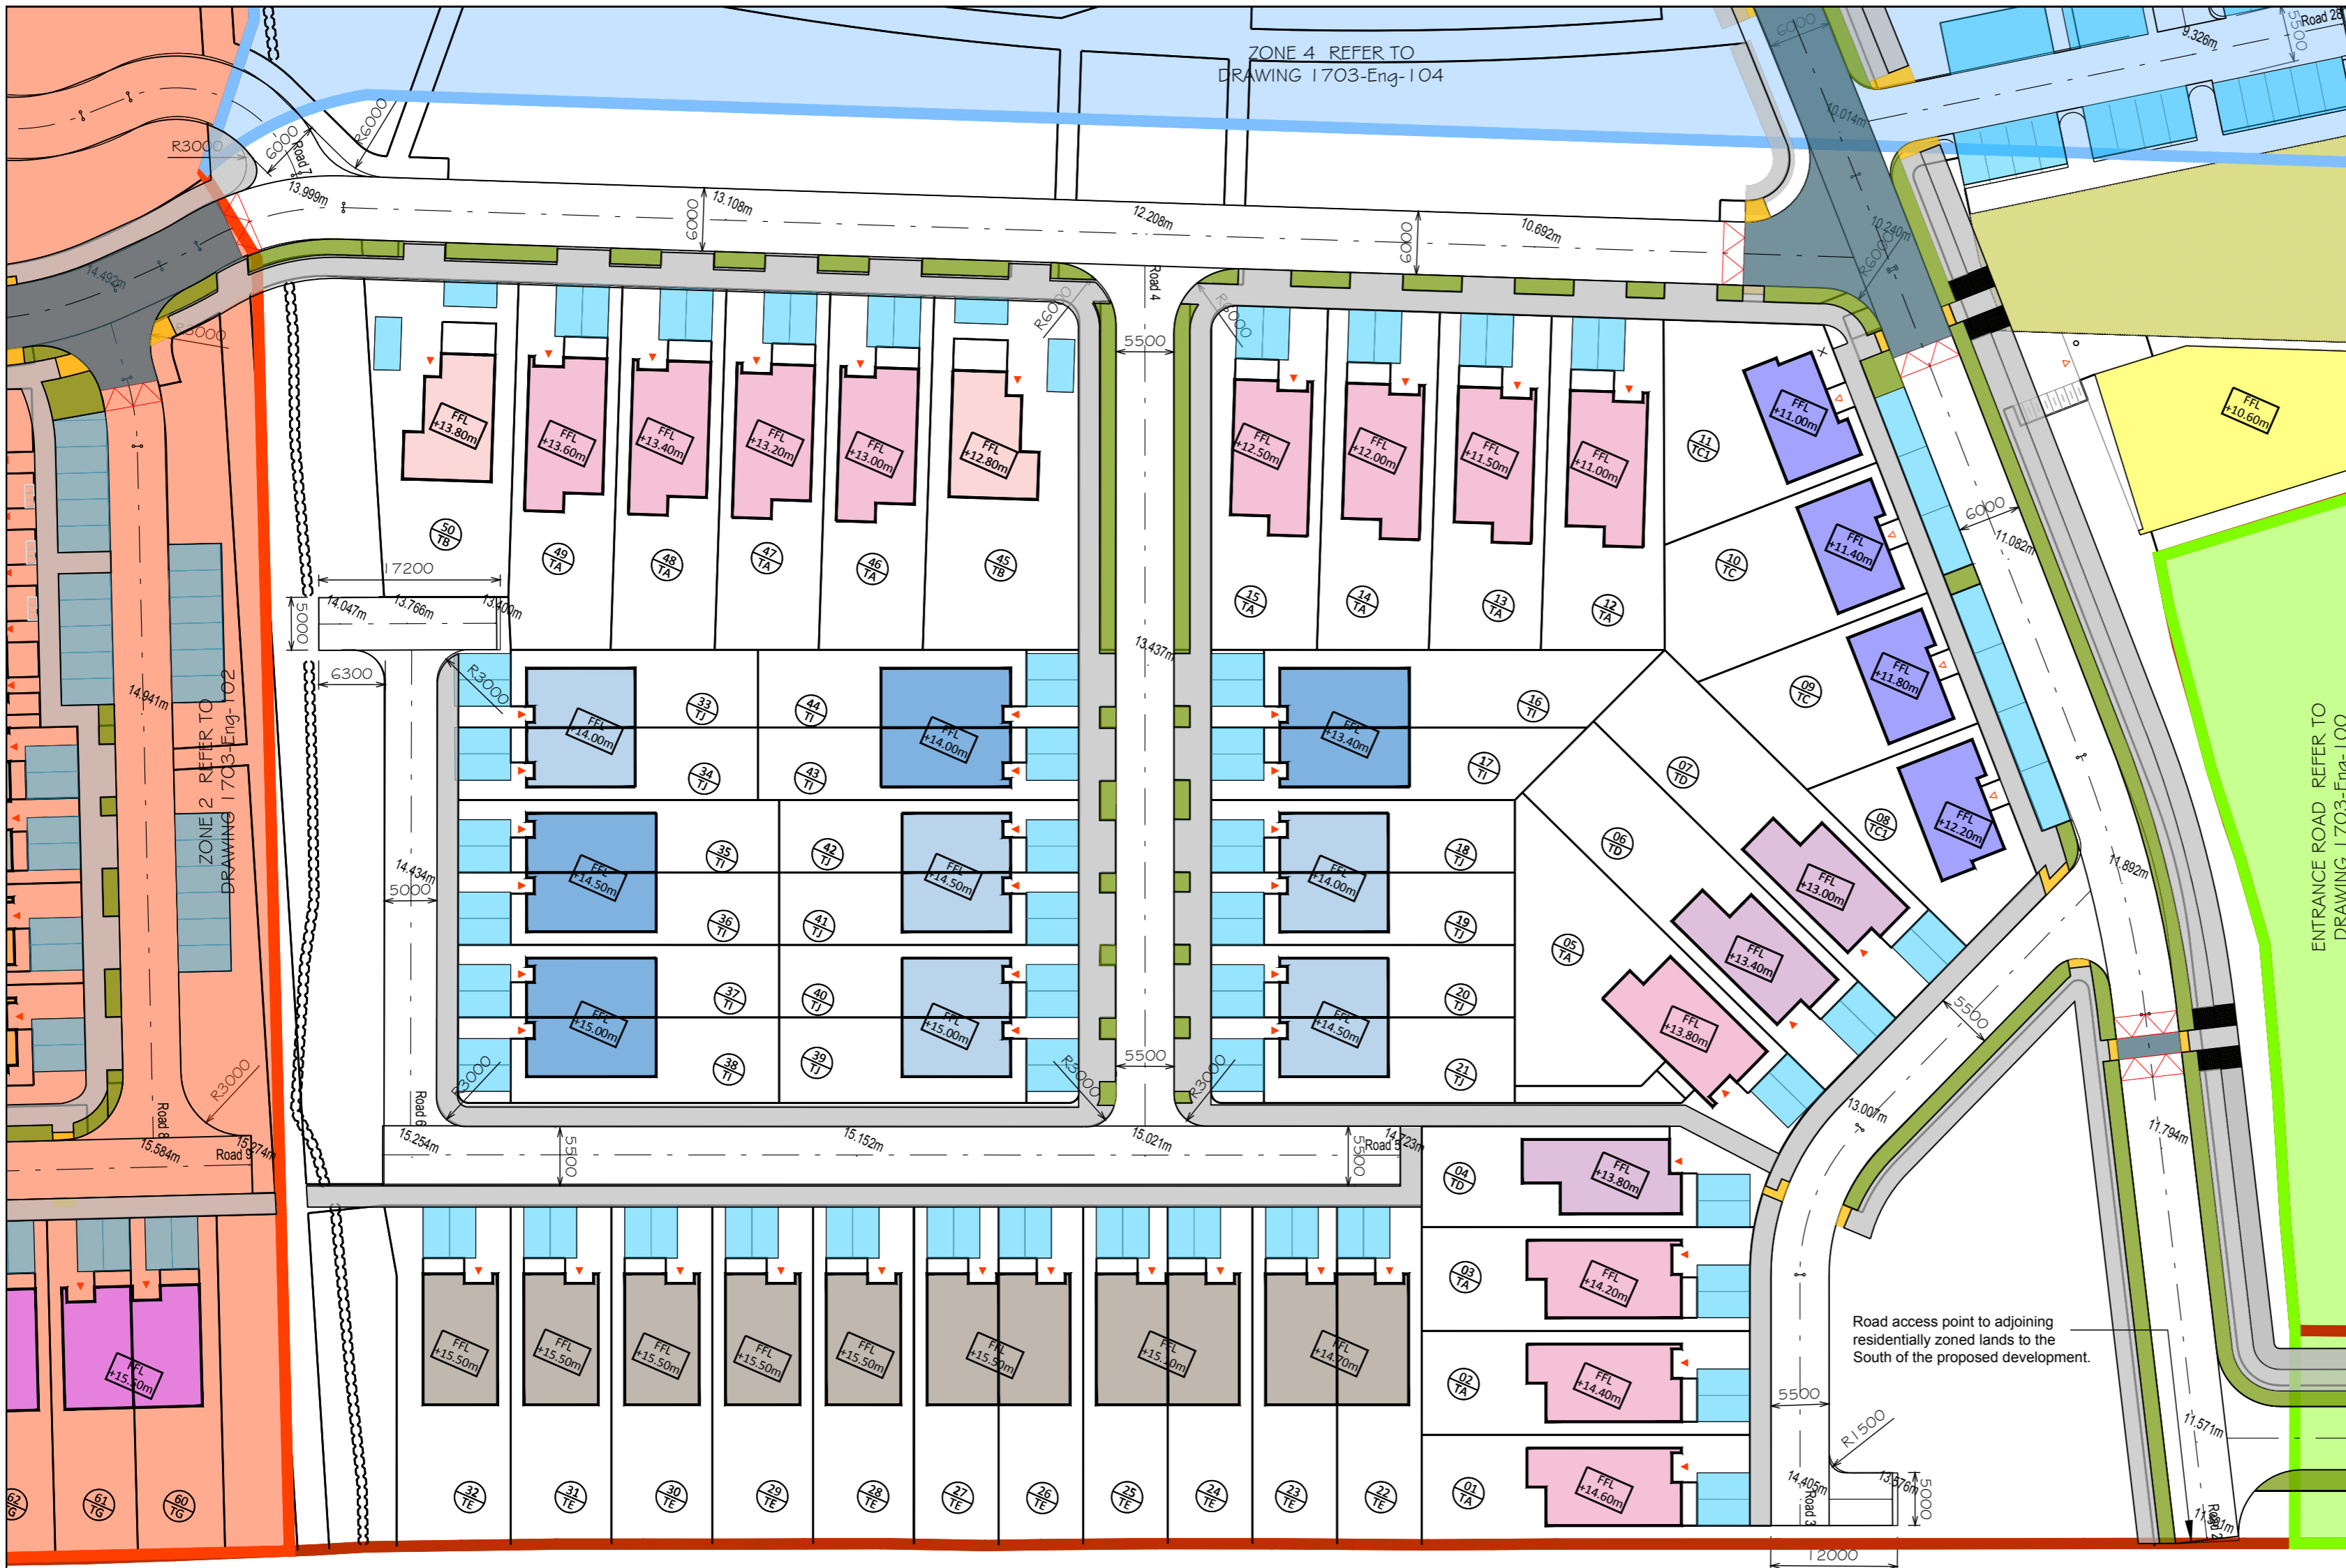 ZONE 4 REFER TO
DRAWING 1703-Eng-104
6000
9.326m
5500
Road 28
10.014m
R3000
6000
R6000
Road 7
13.999m
6000
13.108m
12.208m
6000
10.692m
10.240m
R6000
14.492m
Road 4
R6000
R6000
5500
FFL
+13.80m
FFL
+13.60m
FFL
+13.40m
FFL
+13.20m
FFL
+13.00m
FFL
+12.80m
FFL
+12.50m
FFL
+12.00m
FFL
+11.50m
FFL
+11.00m
FFL
+11.00m
FFL
+10.60m
11
TC1
50
TB
49
TA
48
TA
47
TA
46
TA
45
TB
15
TA
14
TA
13
TA
12
TA
10
TC
FFL
+11.40m
6000
11.082m
17200
5000
14.047m
13.766m
13.400m
6300
R3000
13.437m
09
TC
FFL
+11.80m
33
TJ
44
TI
16
TI
FFL
+14.00m
FFL
+14.00m
FFL
+13.40m
34
TJ
43
TI
17
TI
07
TD
14.941m
ZONE 2 REFER TO
DRAWING 1703-Eng-102
ENTRANCE ROAD REFER TO
DRAWING 1703-Eng-100
08
TC1
FFL
+12.20m
06
TD
35
TI
42
TJ
18
TJ
FFL
+14.50m
FFL
+14.50m
FFL
+14.00m
14.434m
5000
36
TI
41
TJ
19
TJ
05
TA
FFL
+13.00m
11.892m
FFL
+13.40m
37
TI
40
TJ
20
TJ
FFL
+15.00m
FFL
+15.00m
FFL
+14.50m
FFL
+13.80m
5500
38
TI
39
TJ
21
TJ
R3000
R3000
R3000
5500
R3000
Road 8
Road 6
13.007m
11.794m
15.584m
Road 9
15.274m
15.254m
5500
15.152m
15.021m
5500
Road 5
14.723m
04
TD
FFL
+13.80m
03
TA
FFL
+14.20m
02
TA
FFL
+14.40m
01
TA
FFL
+14.60m
Road access point to adjoining
residentially zoned lands to the
South of the proposed development.
FFL
+15.50m
FFL
+15.50m
FFL
+15.50m
FFL
+15.50m
FFL
+15.50m
FFL
+15.50m
FFL
FFL
+14.70m
FFL
+15.50m
5500
R1500
11.571m
62
TG
61
TG
60
TG
32
TE
31
TE
30
TE
29
TE
28
TE
27
TE
26
TE
25
TE
24
TE
23
TE
22
TE
14.405m
Road 3
13.576m
5000
12000
Road 2